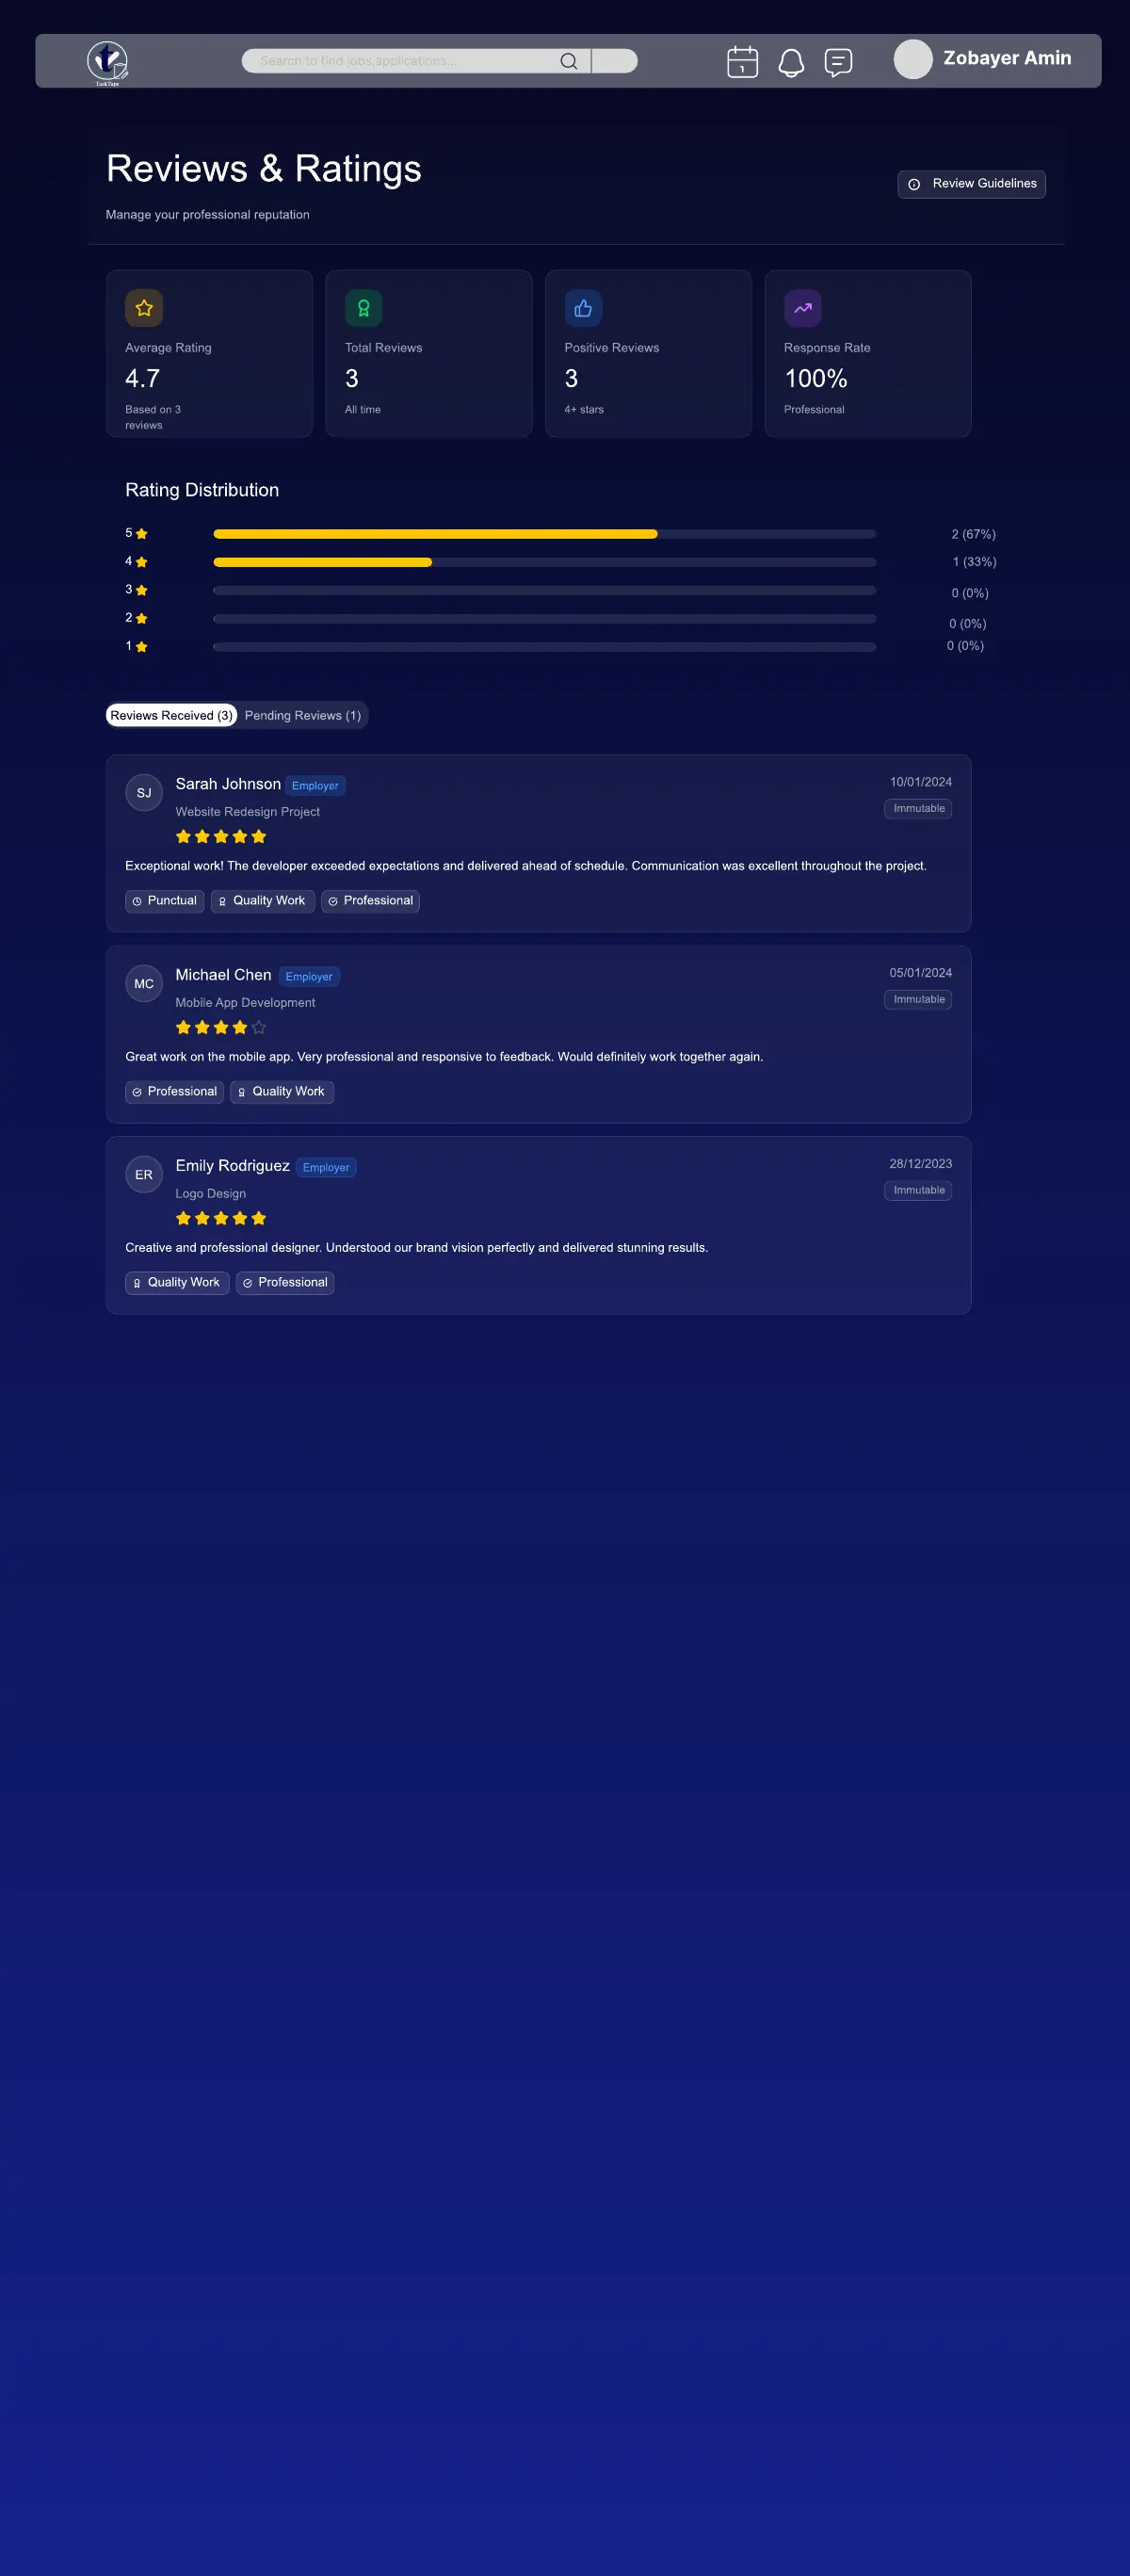 TaskTaps
Search to find jobs,applications...
1
Zobayer Amin
Reviews & Ratings
Manage your professional reputation
Review Guidelines
Average Rating
4.7
Based on 3
reviews
Total Reviews
3
All time
Positive Reviews
3
4+ stars
Response Rate
100%
Professional
Rating Distribution
5
2 (67%)
4
1 (33%)
3
0 (0%)
2
0 (0%)
1
0 (0%)
Reviews Received (3)
Pending Reviews (1)
SJ
Sarah Johnson
Employer
10/01/2024
Website Redesign Project
Immutable
Exceptional work! The developer exceeded expectations and delivered ahead of schedule. Communication was excellent throughout the project.
Punctual
Quality Work
Professional
MC
Michael Chen
Employer
05/01/2024
Mobile App Development
Immutable
Great work on the mobile app. Very professional and responsive to feedback. Would definitely work together again.
Professional
Quality Work
ER
Emily Rodriguez
Employer
28/12/2023
Logo Design
Immutable
Creative and professional designer. Understood our brand vision perfectly and delivered stunning results.
Quality Work
Professional